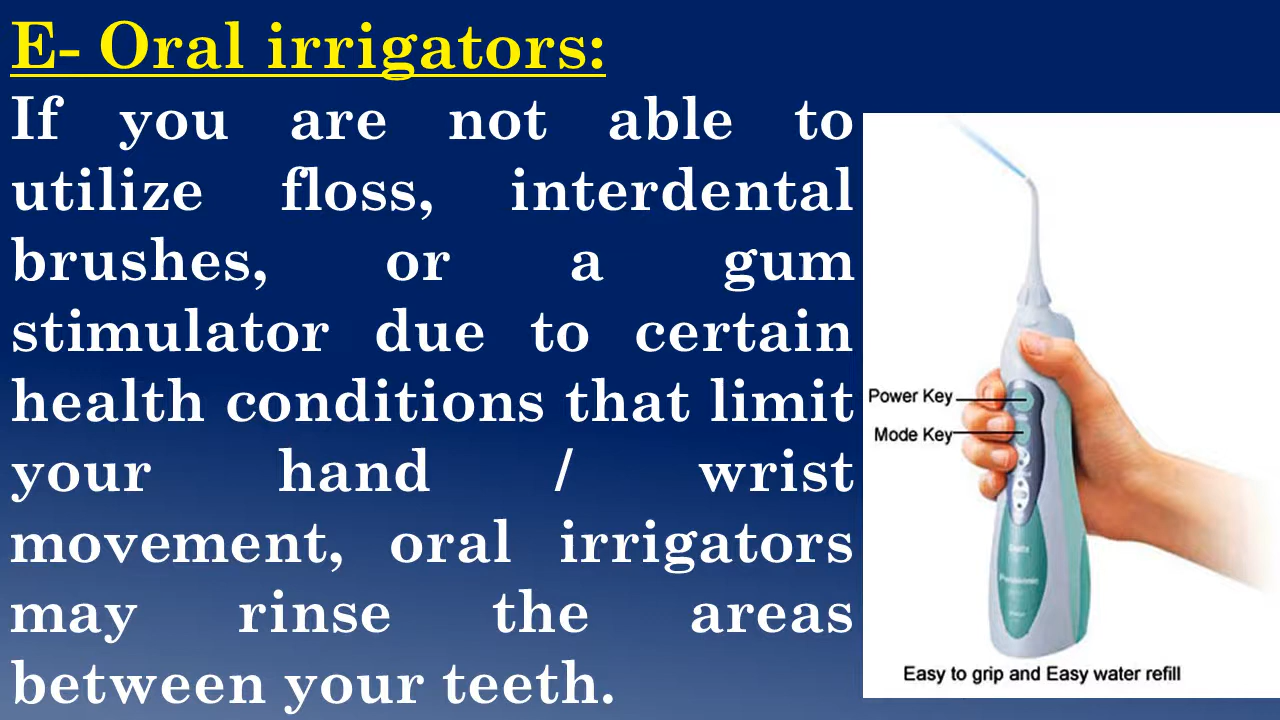 E- Oral irrigators:
If you are not able to
utilize floss, interdental
brushes, or a gum
stimulator due to certain
health conditions that limit
your hand / wrist
movement, oral irrigators
may rinse the areas
between your teeth.
Power Key
Mode Key
Panasonic
Easy to grip and Easy water refill